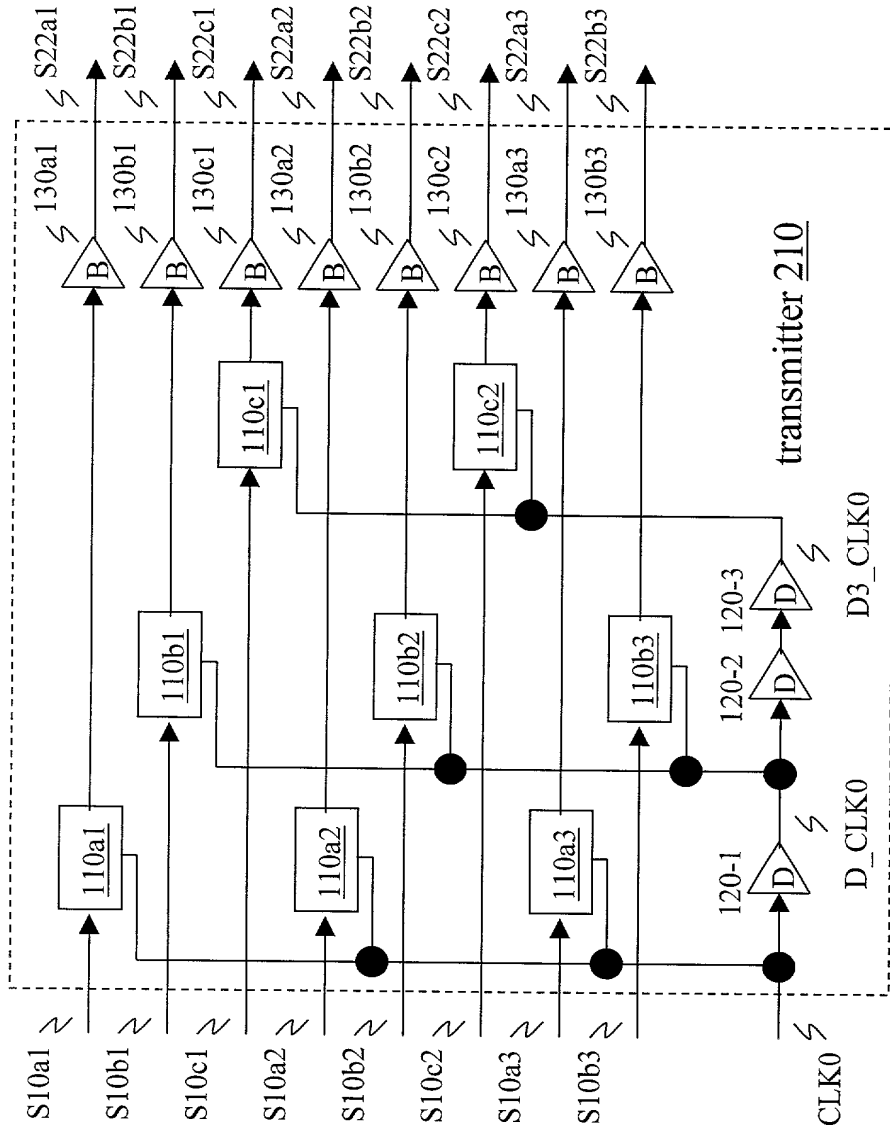 S10a1
S10b1
S10c1
S10a2
S10b2
S10c2
S10a3
S10b3
CLK0
110a1
110a2
110a3
110b1
110b2
110b3
110c1
110c2
120-1
120-2
120-3
D
D
D
D_CLK0
D3_CLK0
B
B
B
B
B
B
B
B
130a1
130b1
130c1
130a2
130b2
130c2
130a3
130b3
S22a1
S22b1
S22c1
S22a2
S22b2
S22c2
S22a3
S22b3
transmitter 210